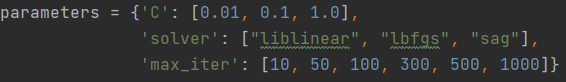 parameters = {'C': [0.01, 0.1, 1.0],
'solver': ["liblinear", "lbfgs", "sag"],
'max_iter': [10, 50, 100, 300, 500, 1000]}